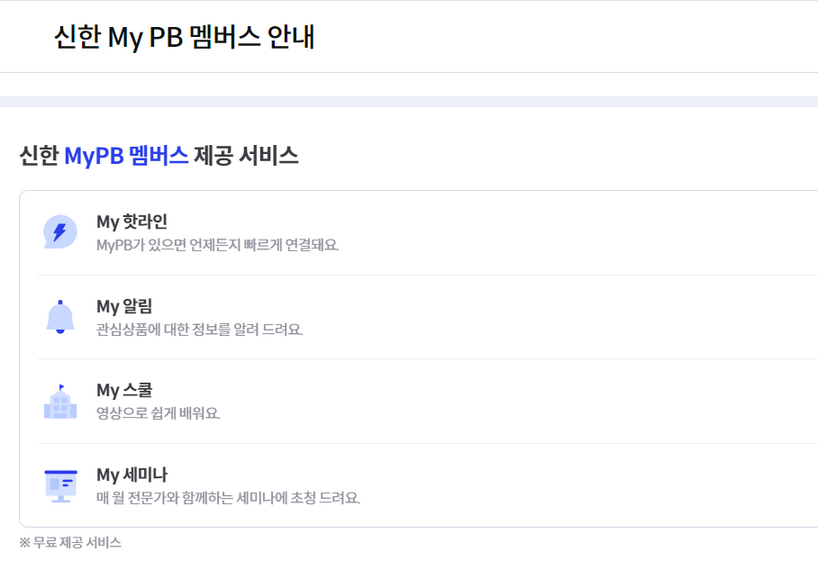 신한 My PB 멤버스 안내
신한 MyPB 멤버스 제공 서비스
My 핫라인
MyPB가 있으면 언제든지 빠르게 연결돼요.
My 알림
관심상품에 대한 정보를 알려 드려요.
My 스쿨
영상으로 쉽게 배워요.
My 세미나
매 월 전문가와 함께하는 세미나에 초청 드려요.
※ 무료 제공 서비스